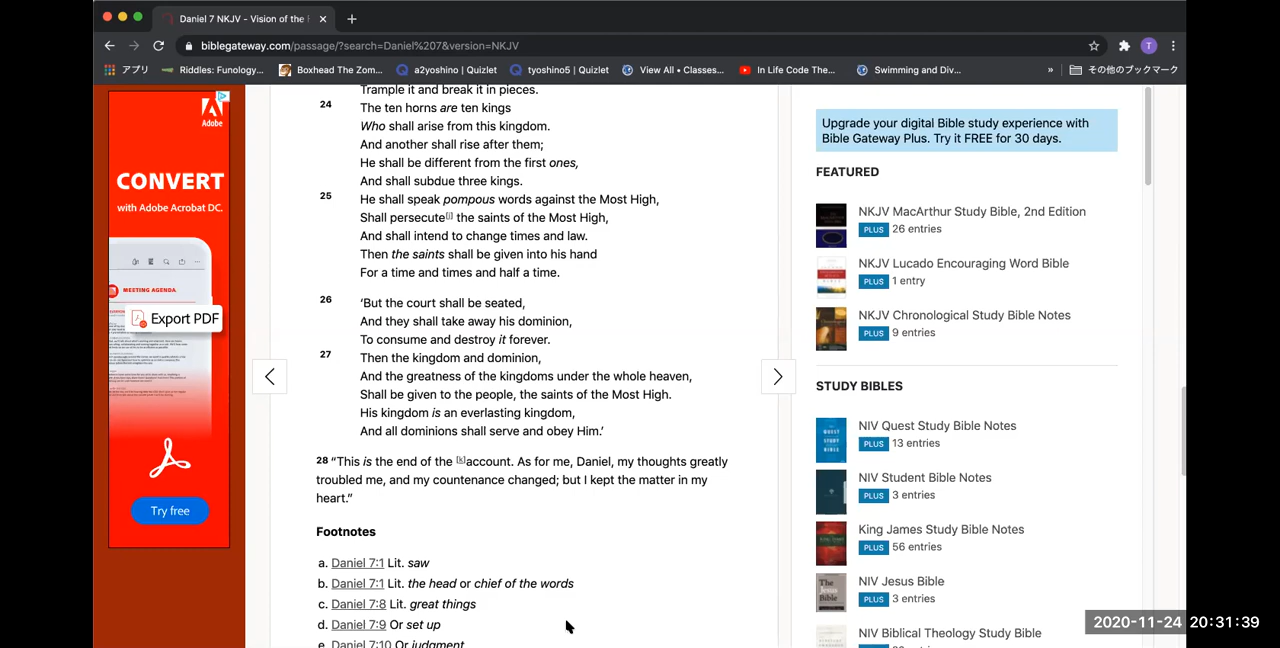 Daniel 7 NKJV - Vision of the
biblegateway.com/passage/?search=Daniel%207&version=NKJV
T
アプリ
Riddles: Funology...
Boxhead The Zom...
a2yoshino | Quizlet
tyoshino5 | Quizlet
View All • Classes...
In Life Code The...
Swimming and Div...
»
その他のブックマーク
Adobe
CONVERT
with Adobe Acrobat DC.
MEETING AGENDA
Export PDF
Try free
Trample it and break it in pieces.
24 The ten horns are ten kings
Who shall arise from this kingdom.
And another shall rise after them;
He shall be different from the first ones,
And shall subdue three kings.
25 He shall speak pompous words against the Most High,
Shall persecute[j] the saints of the Most High,
And shall intend to change times and law.
Then the saints shall be given into his hand
For a time and times and half a time.
26 ‘But the court shall be seated,
And they shall take away his dominion,
To consume and destroy it forever.
27 Then the kingdom and dominion,
And the greatness of the kingdoms under the whole heaven,
Shall be given to the people, the saints of the Most High.
His kingdom is an everlasting kingdom,
And all dominions shall serve and obey Him.’
28 “This is the end of the [k]account. As for me, Daniel, my thoughts greatly
troubled me, and my countenance changed; but I kept the matter in my
heart.”
Footnotes
a. Daniel 7:1 Lit. saw
b. Daniel 7:1 Lit. the head or chief of the words
c. Daniel 7:8 Lit. great things
d. Daniel 7:9 Or set up
e. Daniel 7:10 Or judgment
Upgrade your digital Bible study experience with
Bible Gateway Plus. Try it FREE for 30 days.
FEATURED
NKJV MacArthur Study Bible, 2nd Edition
PLUS 26 entries
NKJV Lucado Encouraging Word Bible
PLUS 1 entry
NKJV Chronological Study Bible Notes
PLUS 9 entries
STUDY BIBLES
NIV Quest Study Bible Notes
PLUS 13 entries
NIV Student Bible Notes
PLUS 3 entries
King James Study Bible Notes
PLUS 56 entries
NIV Jesus Bible
PLUS 3 entries
NIV Biblical Theology Study Bible
2020-11-24 20:31:39